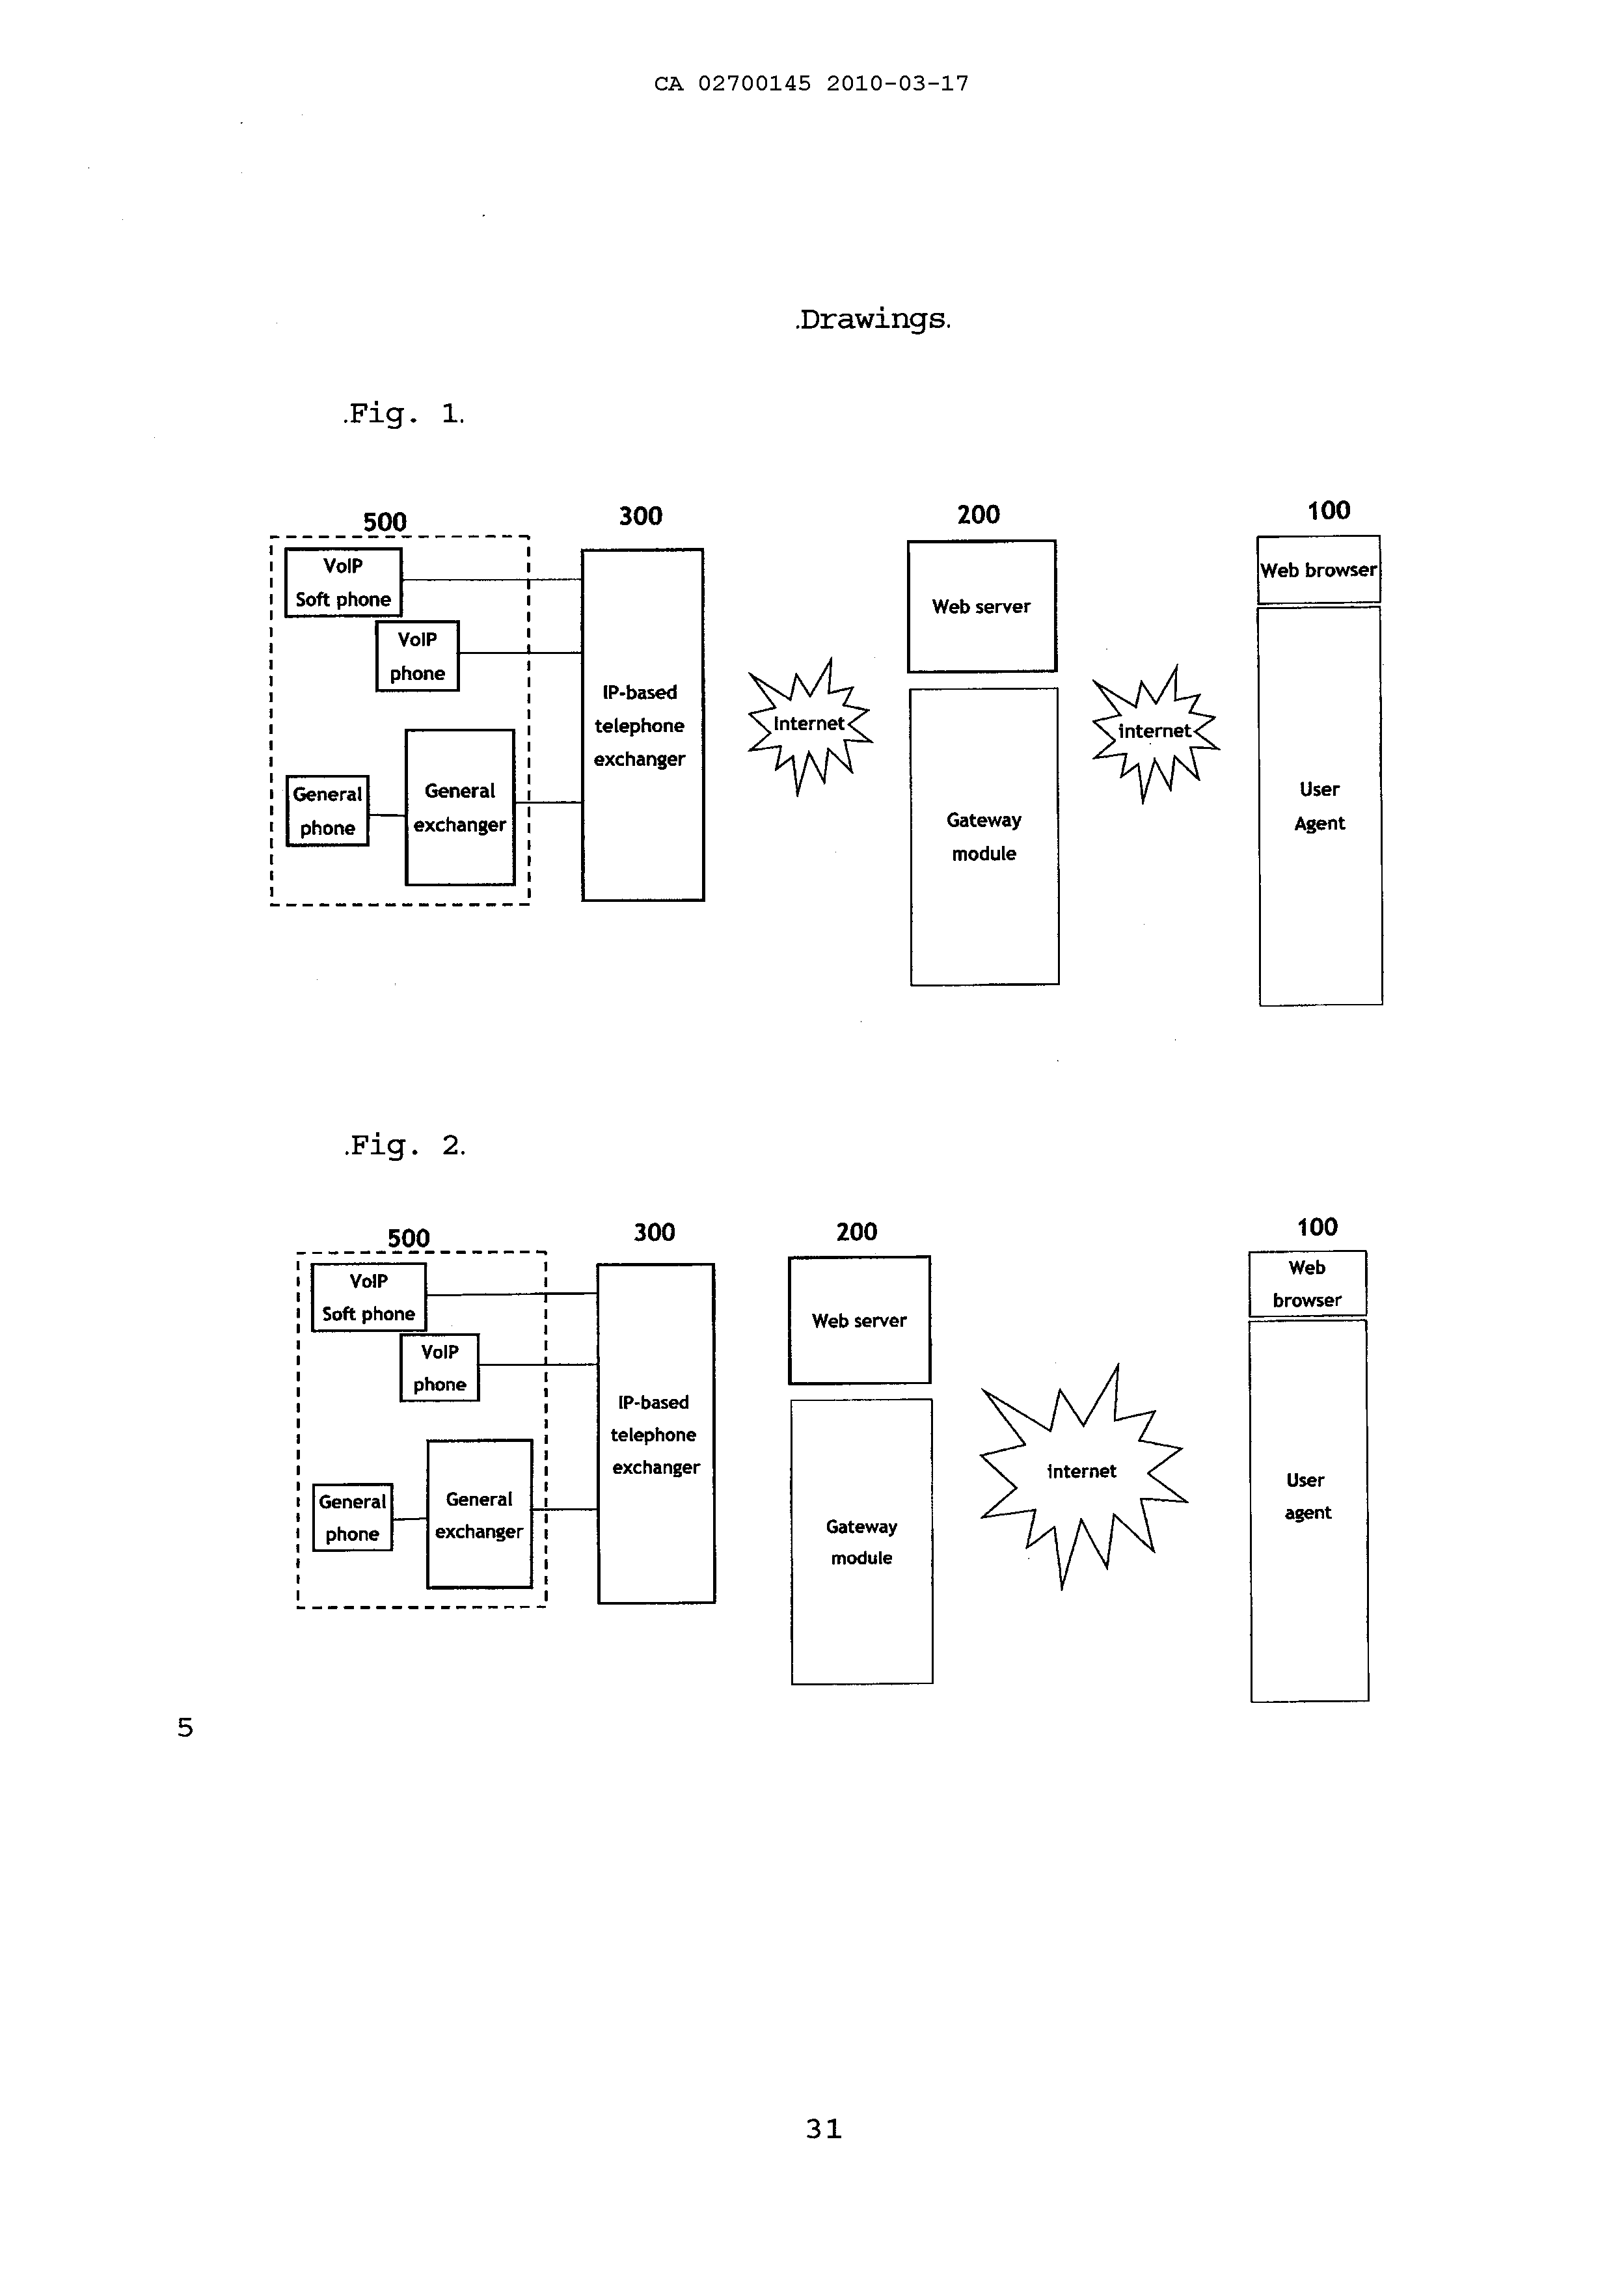 CA 02700145 2010-03-17
.Drawings.
.Fig. 1.
500
300
200
100
VoIP
Soft phone
VoIP
phone
General
phone
General
exchanger
IP-based
telephone
exchanger
Internet
Web server
Gateway
module
internet
Web browser
User
Agent
.Fig. 2.
500
300
200
100
VoIP
Soft phone
VoIP
phone
General
phone
General
exchanger
IP-based
telephone
exchanger
Web server
Gateway
module
internet
Web
browser
User
agent
5
31